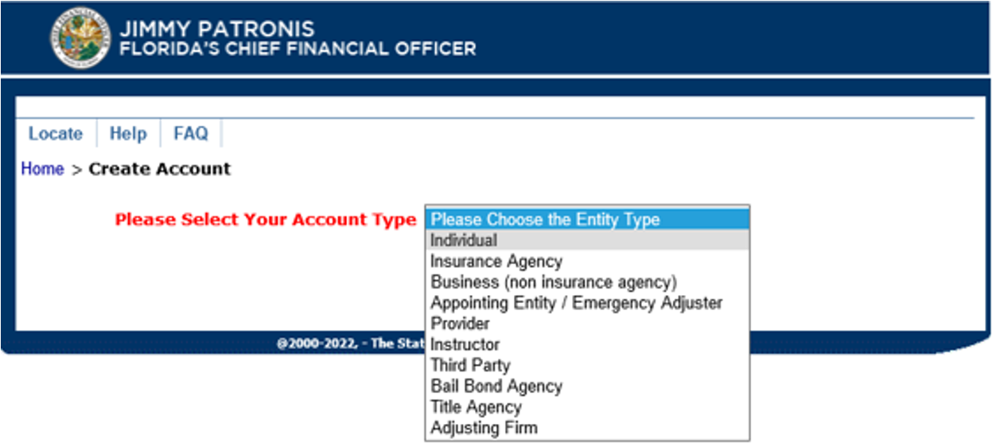 JIMMY PATRONIS
FLORIDA'S CHIEF FINANCIAL OFFICER
Locate Help FAQ
Home > Create Account
Please Select Your Account Type Please Choose the Entity Type
Individual
Insurance Agency
Business (non insurance agency)
Appointing Entity / Emergency Adjuster
Provider
@2000-2022, - The Stat Instructor
Third Party
Bail Bond Agency
Title Agency
Adjusting Firm